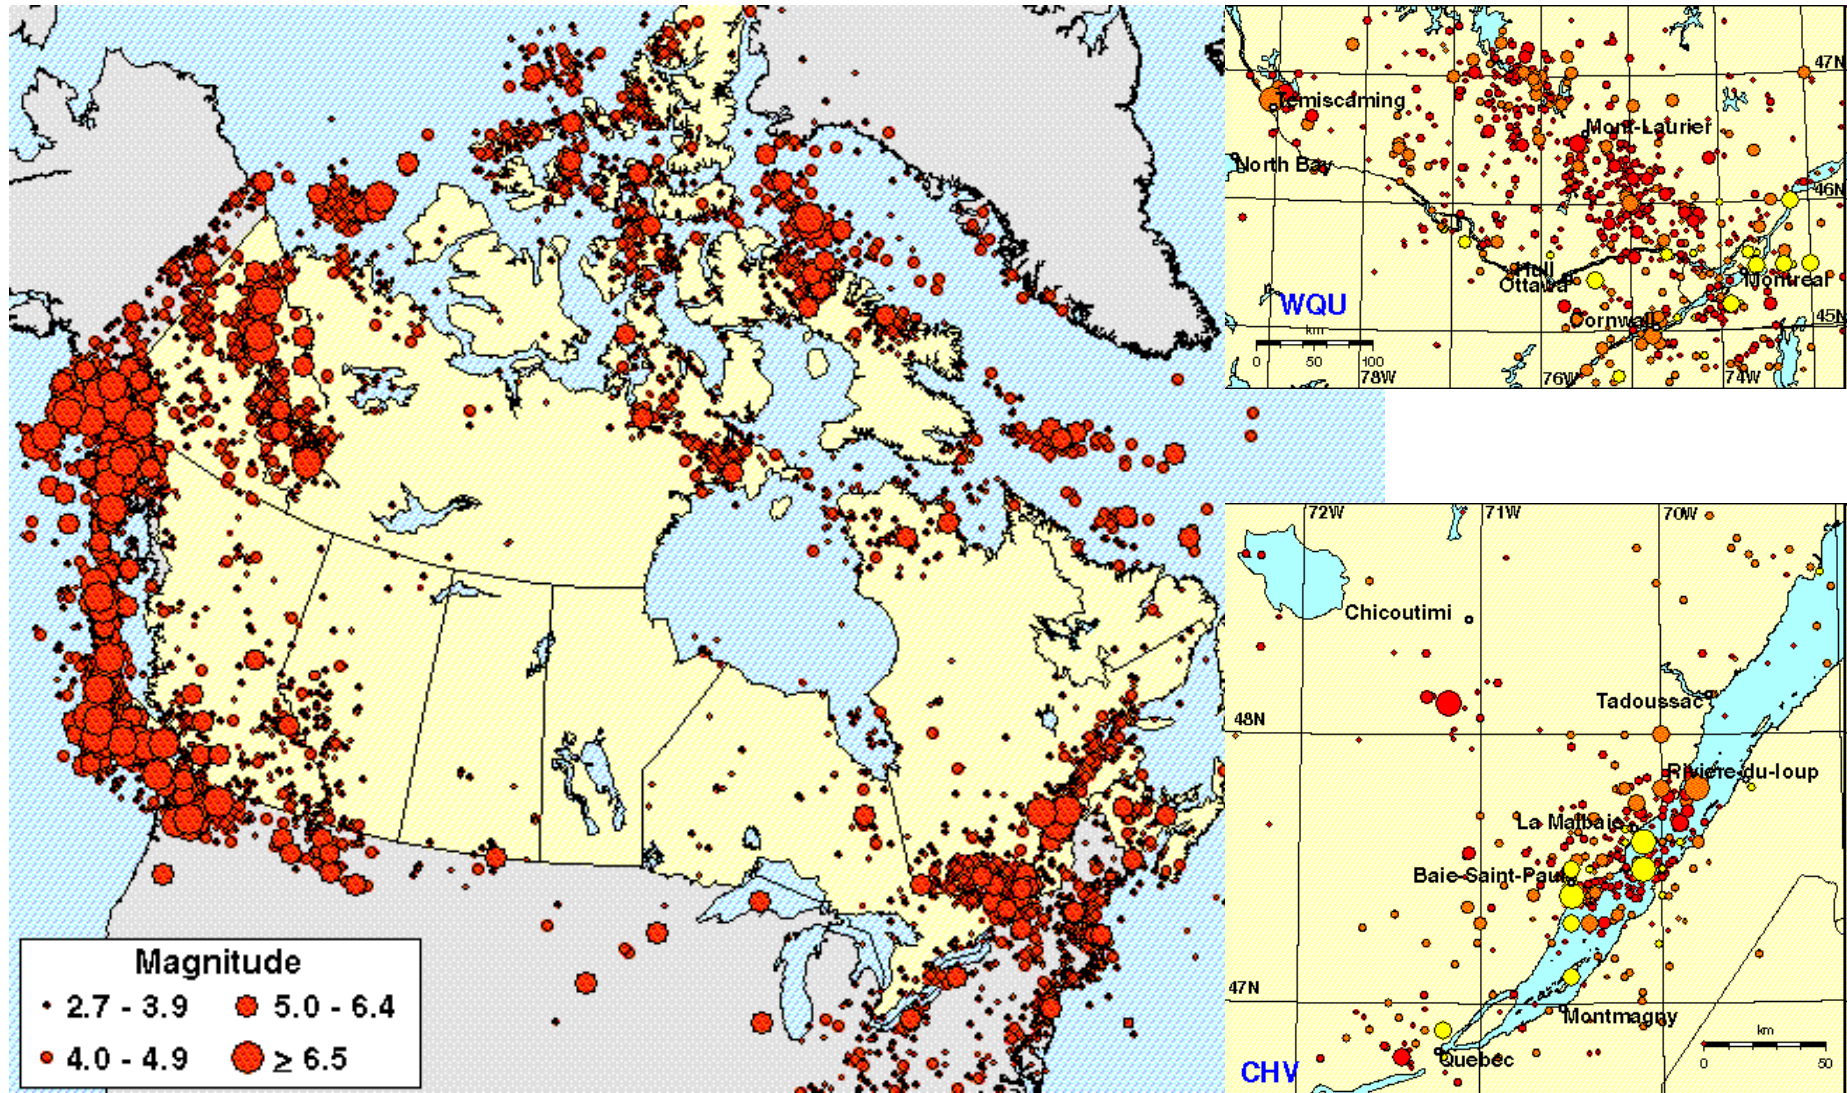 Magnitude
2.7 - 3.9
5.0 - 6.4
4.0 - 4.9
≥ 6.5
47N
Temiscaming
Mont-Laurier
North Bay
46N
Hull
Ottawa
Montreal
WQU
Cornwall
45N
km
0 50 100
78W
76W
74W
72W
71W
70W
Chicoutimi
Tadoussac
48N
Riviere-du-loup
La Malbaie
Baie-Saint-Paul
47N
Montmagny
km
Quebec
0 50
CHV